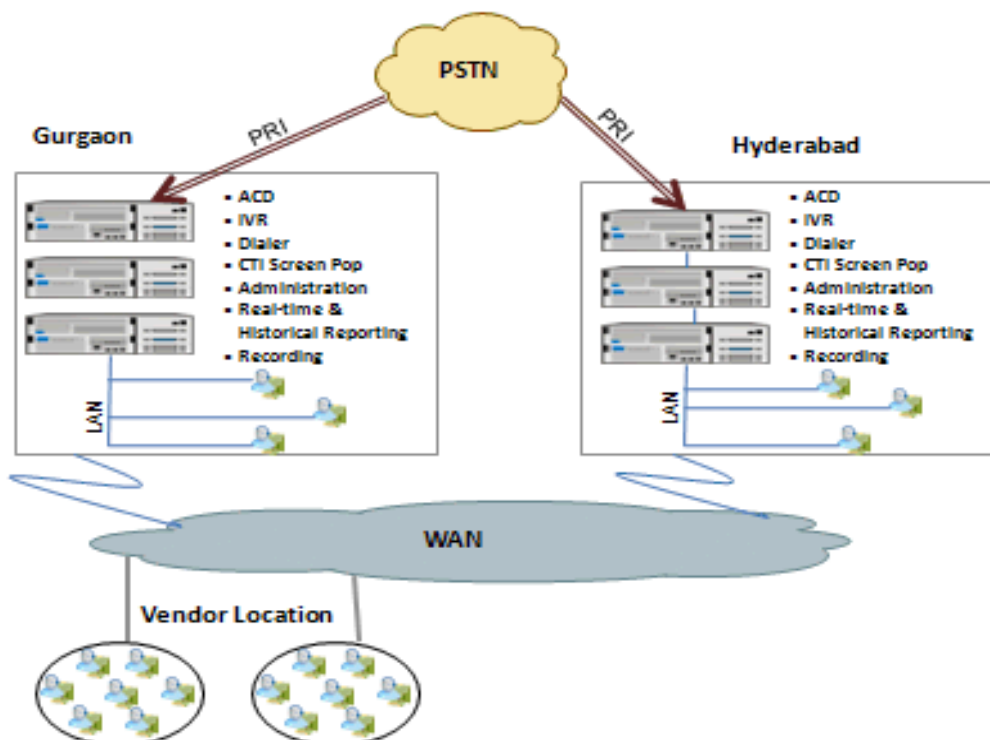 PSTN
PRI
PRI
Gurgaon
▪ ACD
▪ IVR
▪ Dialer
▪ CTI Screen Pop
▪ Administration
▪ Real-time &
Historical Reporting
▪ Recording
LAN
Hyderabad
▪ ACD
▪ IVR
▪ Dialer
▪ CTI Screen Pop
▪ Administration
▪ Real-time &
Historical Reporting
▪ Recording
LAN
WAN
Vendor Location